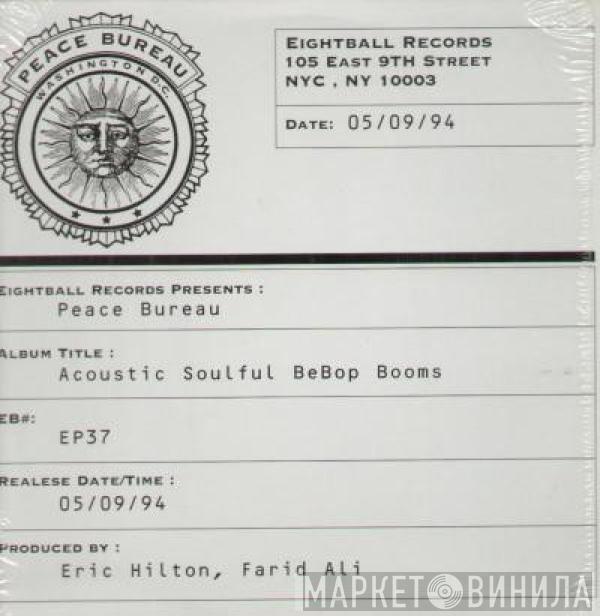 PEACE BUREAU
WASHINGTON D.C.
EIGHTBALL RECORDS
105 EAST 9TH STREET
NYC , NY 10003
DATE: 05/09/94
EIGHTBALL RECORDS PRESENTS :
Peace Bureau
ALBUM TITLE :
Acoustic Soulful BeBop Booms
EB#:
EP37
REALESE DATE/TIME :
05/09/94
PRODUCED BY :
Eric Hilton, Farid Ali
МАРКЕТ ВИНИЛА